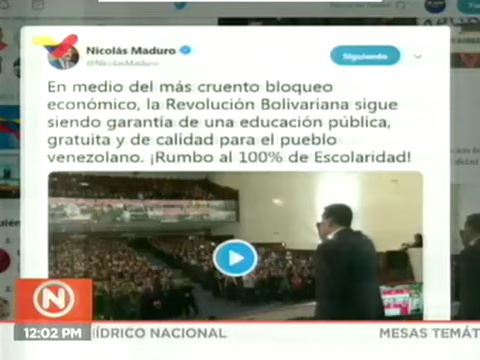 Nicolás Maduro
@NicolasMaduro
Siguiendo
En medio del más cruento bloqueo
económico, la Revolución Bolivariana sigue
siendo garantía de una educación pública,
gratuita y de calidad para el pueblo
venezolano. ¡Rumbo al 100% de Escolaridad!
N
12:02 PM
HÍDRICO NACIONAL
MESAS TEMÁT